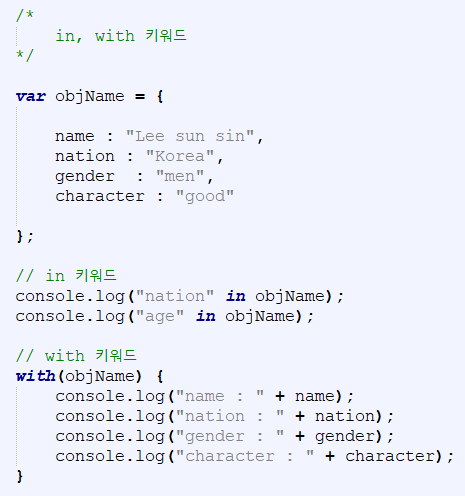 /*
    in, with 키워드
*/
var objName = {
    name : "Lee sun sin",
    nation : "Korea",
    gender  : "men",
    character : "good"
};
// in 키워드
console.log("nation" in objName);
console.log("age" in objName);
// with 키워드
with(objName) {
    console.log("name : " + name);
    console.log("nation : " + nation);
    console.log("gender : " + gender);
    console.log("character : " + character);
}